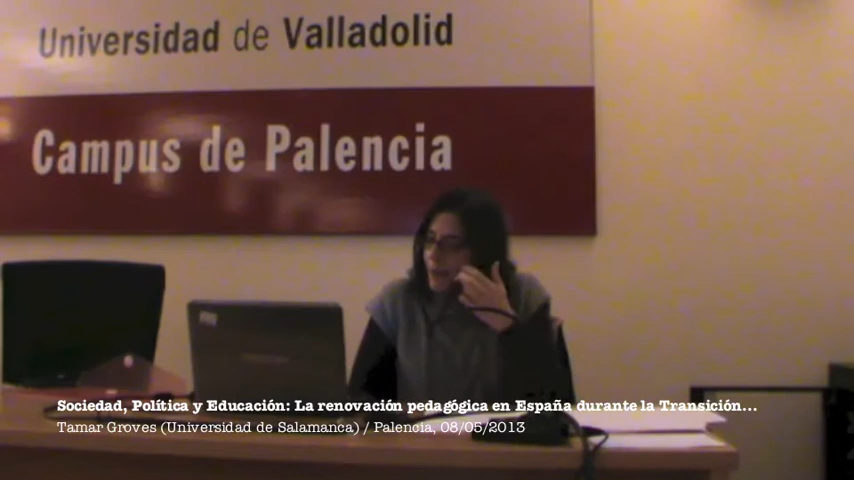 Universidad de Valladolid
Campus de Palencia
Sociedad, Política y Educación: La renovación pedagógica en España durante la Transición...
Tamar Groves (Universidad de Salamanca) / Palencia, 08/05/2013